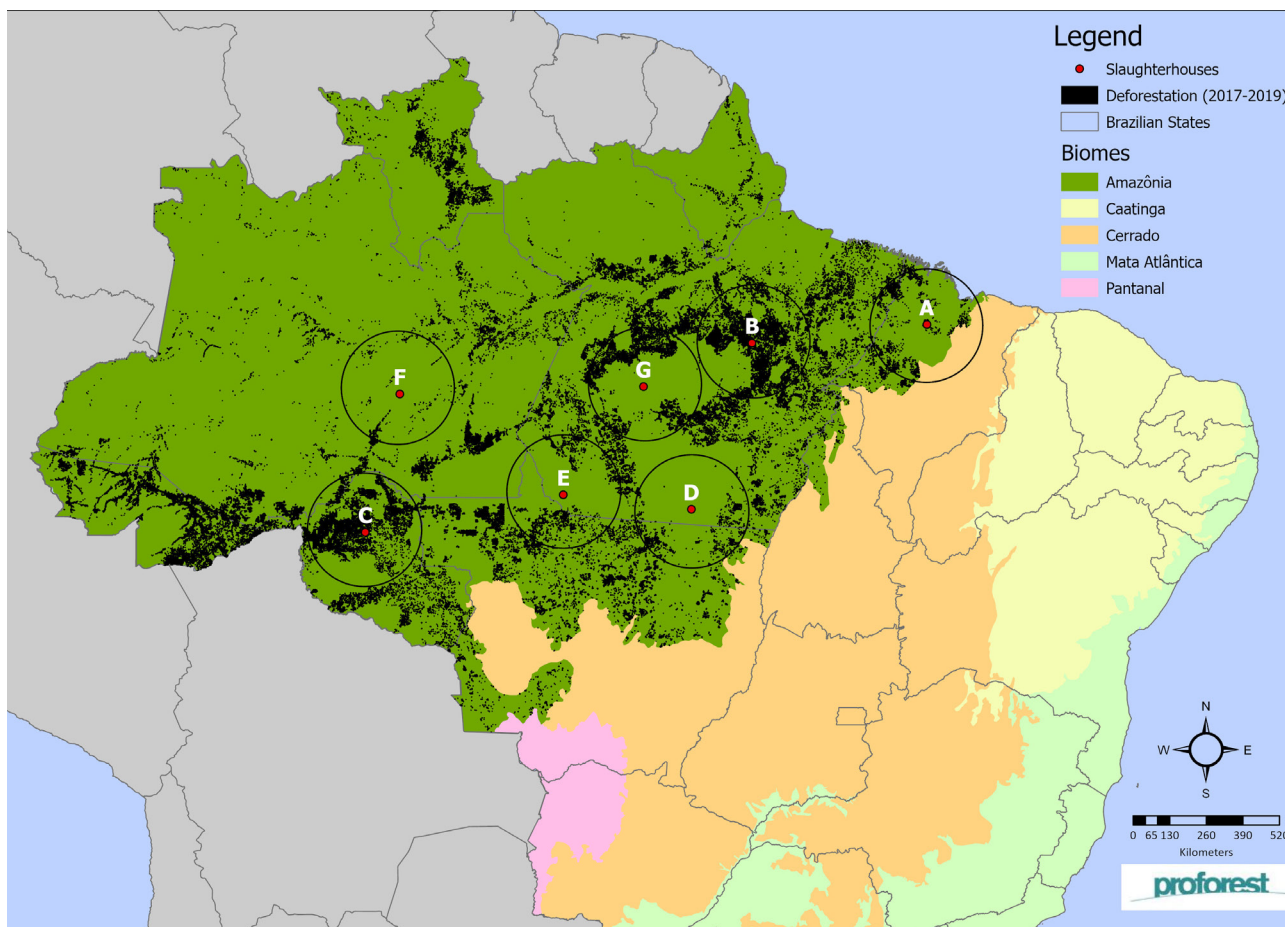 Legend
Slaughterhouses
Deforestation (2017-2019)
Brazilian States
Biomes
Amazônia
Caatinga
Cerrado
Mata Atlântica
Pantanal
A
B
G
F
E
D
C
N
W E
S
0 65 130 260 390 520
Kilometers
proforest